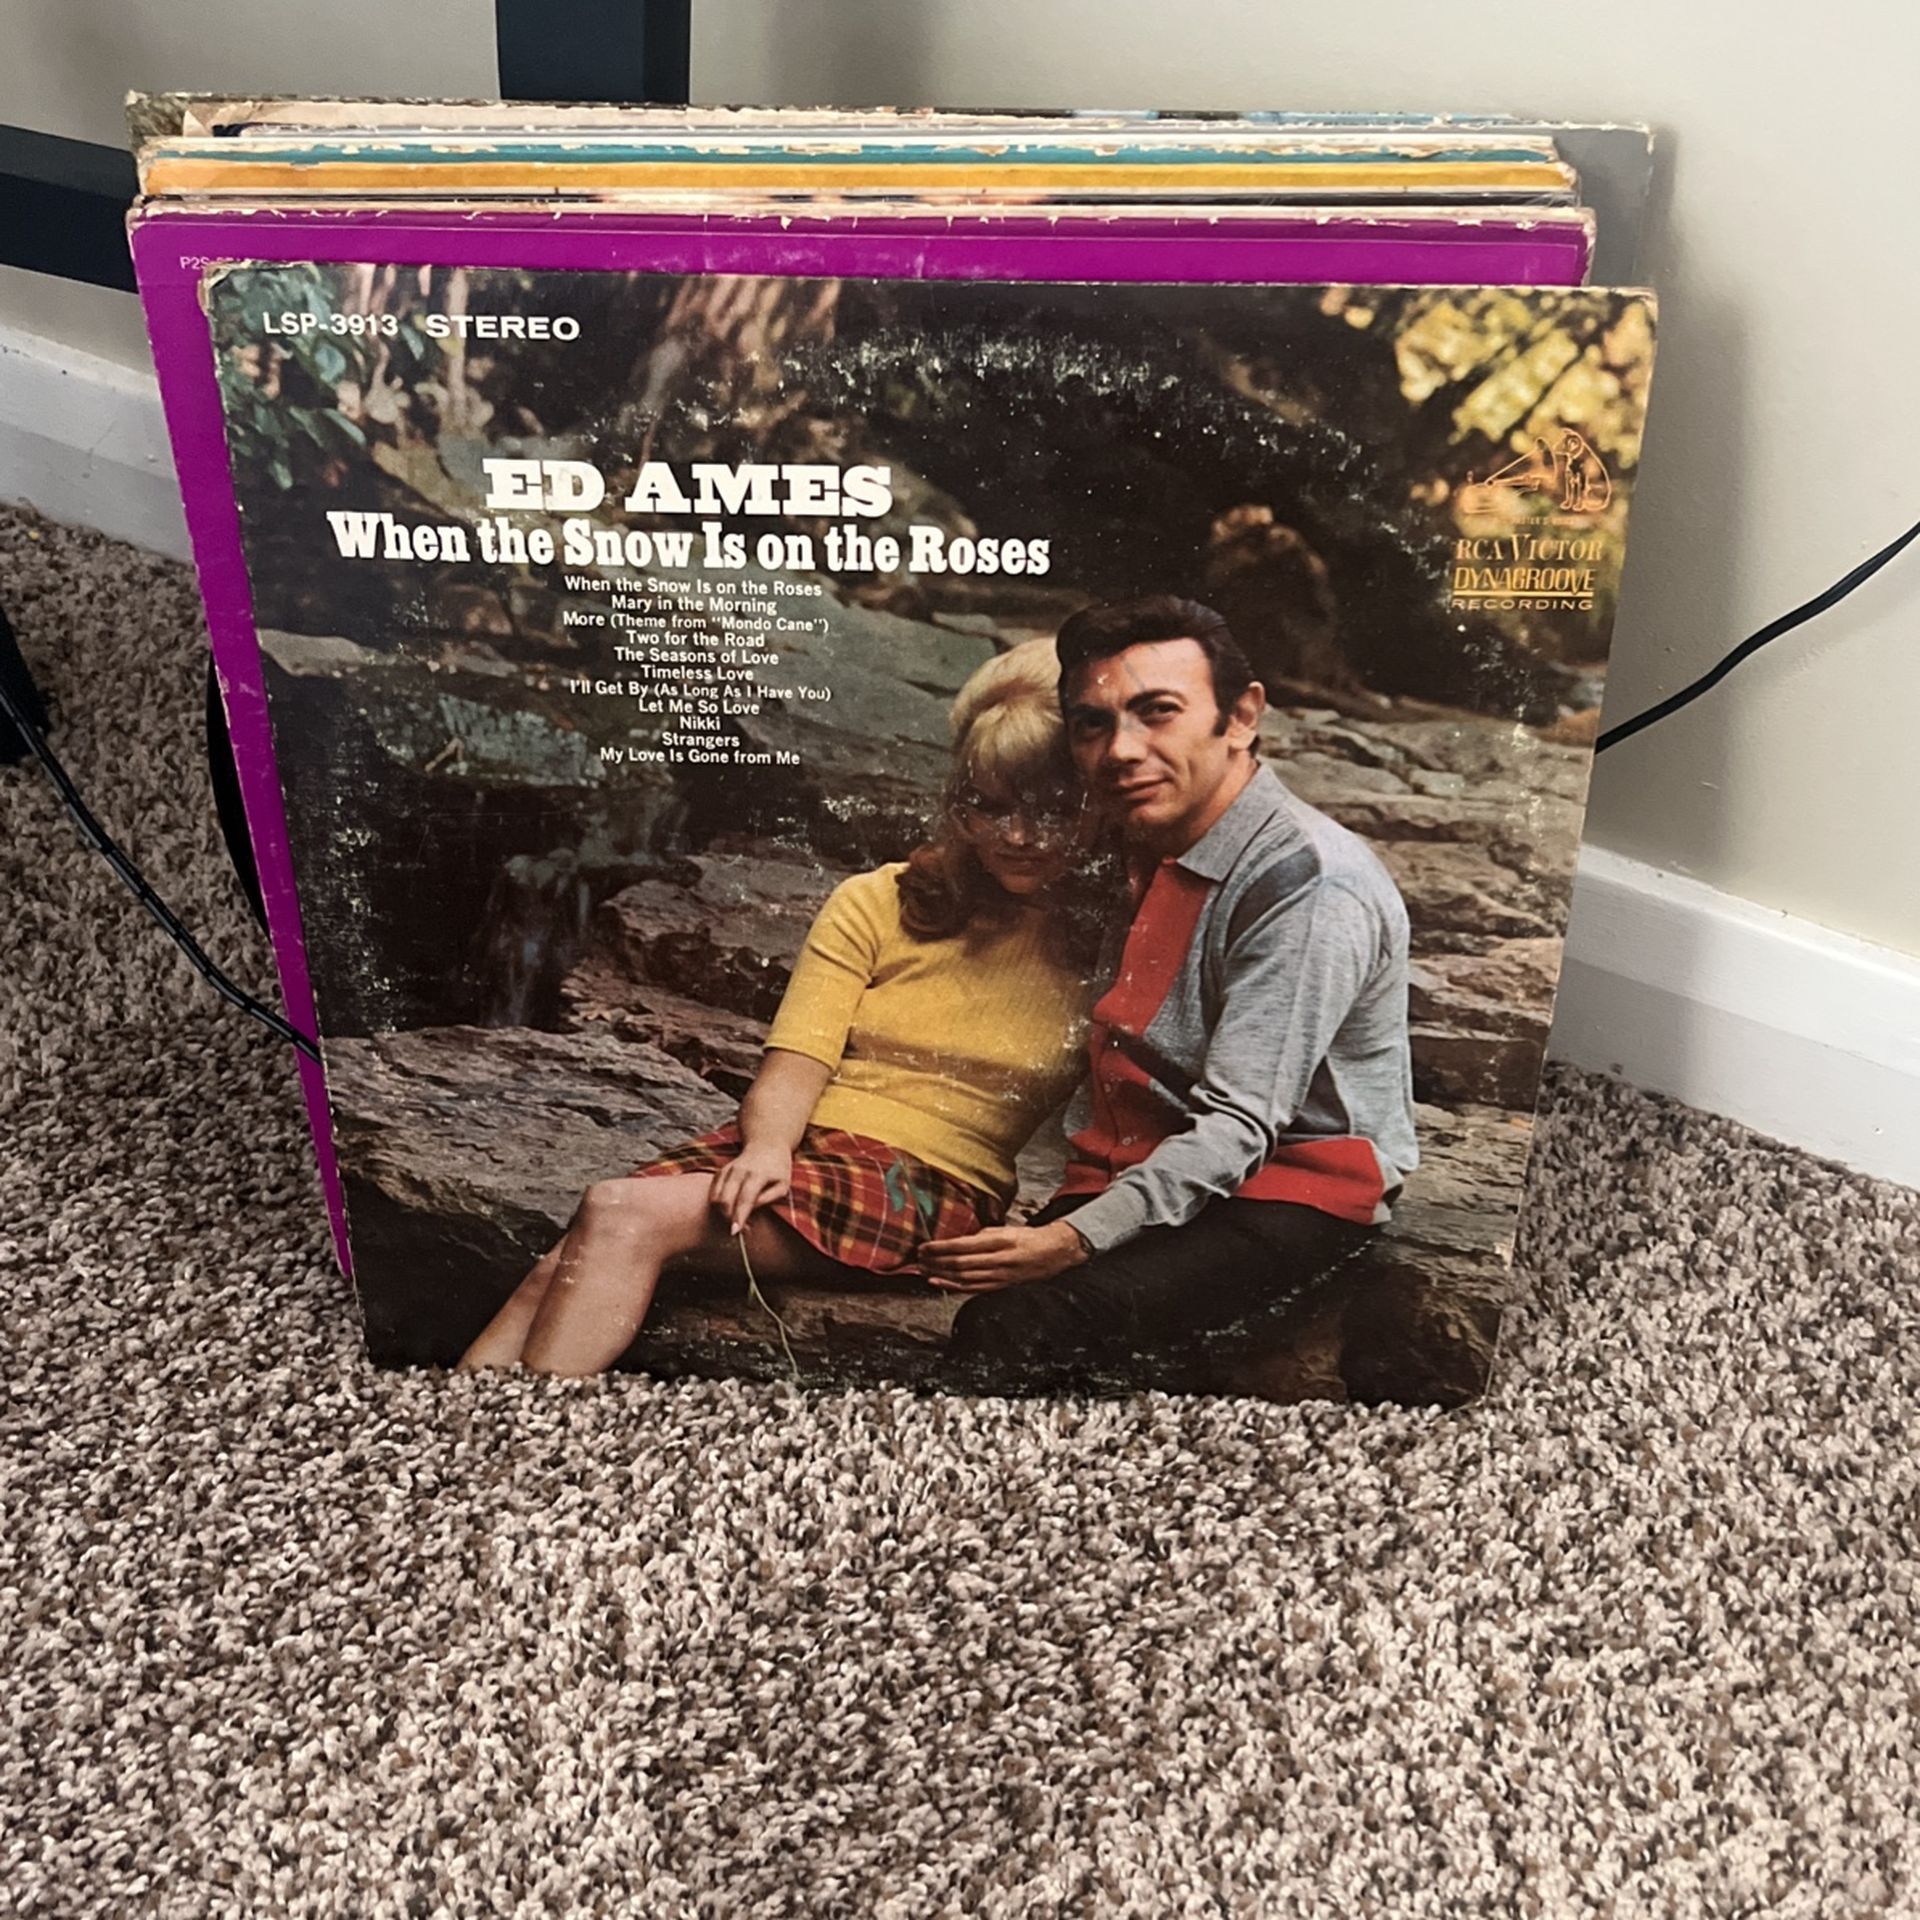 LSP-3913 STEREO
ED AMES
When the Snow Is on the Roses
When the Snow Is on the Roses
Mary in the Morning
More (Theme from "Mondo Cane")
Two for the Road
The Seasons of Love
Timeless Love
I'll Get By (As Long As I Have You)
Let Me So Love
Nikki
Strangers
My Love Is Gone from Me
RCA VICTOR
DYNAGROOVE
RECORDING